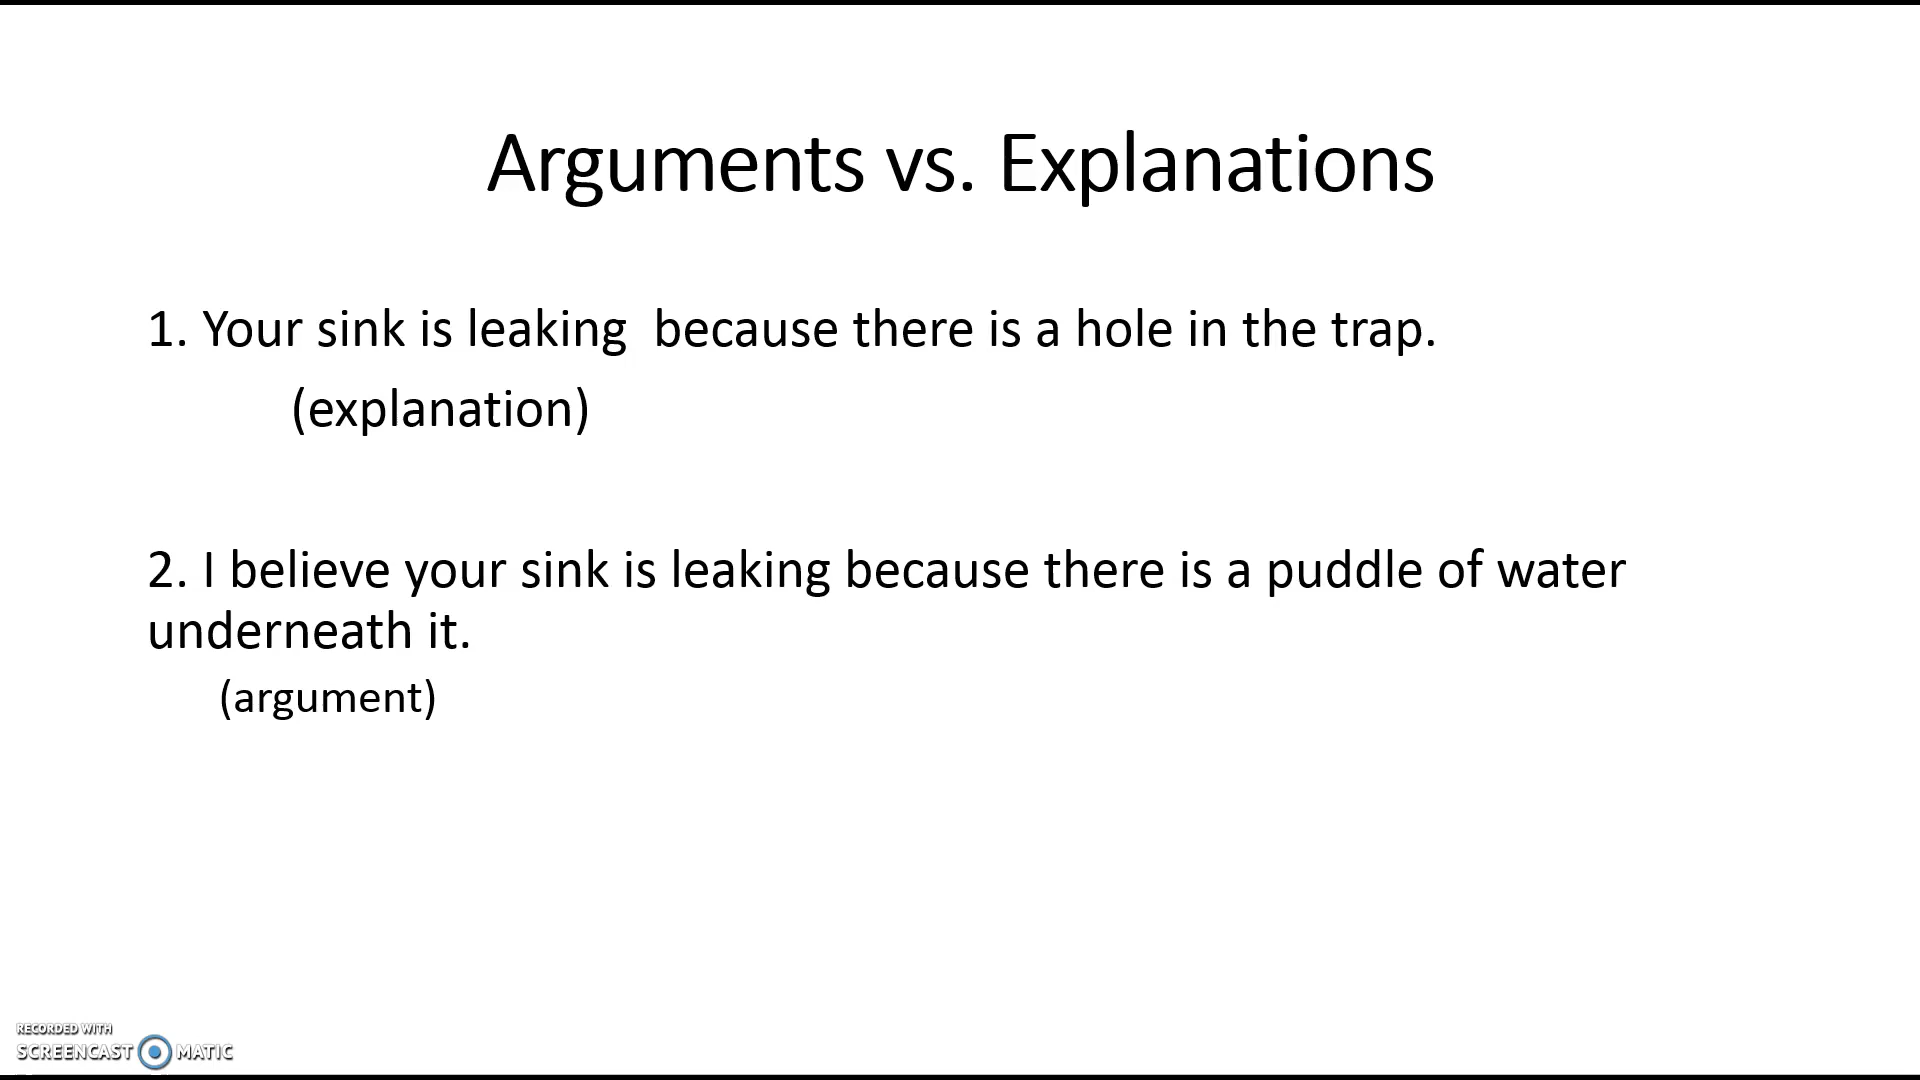 Arguments vs. Explanations
1. Your sink is leaking  because there is a hole in the trap.
(explanation)
2. I believe your sink is leaking because there is a puddle of water
underneath it.
(argument)
RECORDED WITH
SCREENCAST MATIC